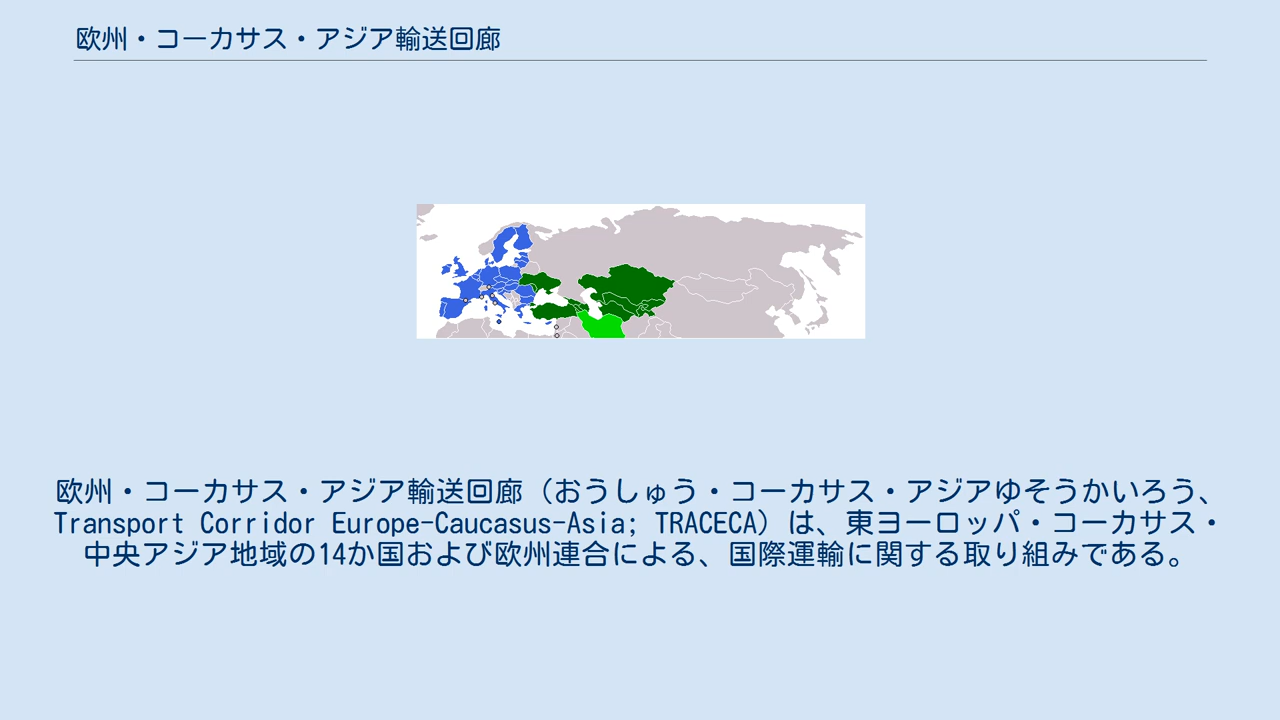 欧州・コーカサス・アジア輸送回廊
欧州・コーカサス・アジア輸送回廊（おうしゅう・コーカサス・アジアゆそうかいろう、
Transport Corridor Europe-Caucasus-Asia; TRACECA）は、東ヨーロッパ・コーカサス・
中央アジア地域の14か国および欧州連合による、国際運輸に関する取り組みである。